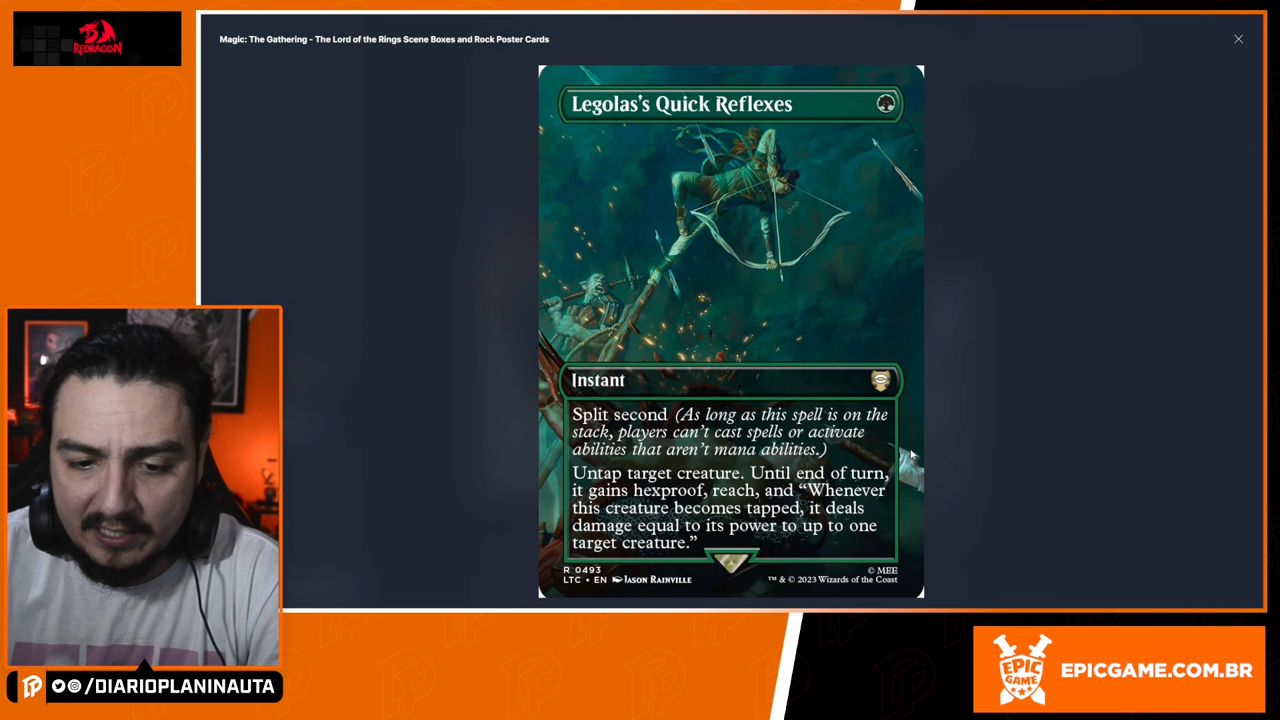 REDRAGON
Magic: The Gathering - The Lord of the Rings Scene Boxes and Rock Poster Cards
Legolas's Quick Reflexes
Instant
Split second (As long as this spell is on the
stack, players can't cast spells or activate
abilities that aren't mana abilities.)
Untap target creature. Until end of turn,
it gains hexproof, reach, and “Whenever
this creature becomes tapped, it deals
damage equal to its power to up to one
target creature.”
R 0493
LTC • EN JASON RAINVILLE
© MEE
™ & © 2023 Wizards of the Coast
/DIARIOPLANINAUTA
EPIC
GAME
EPICGAME.COM.BR